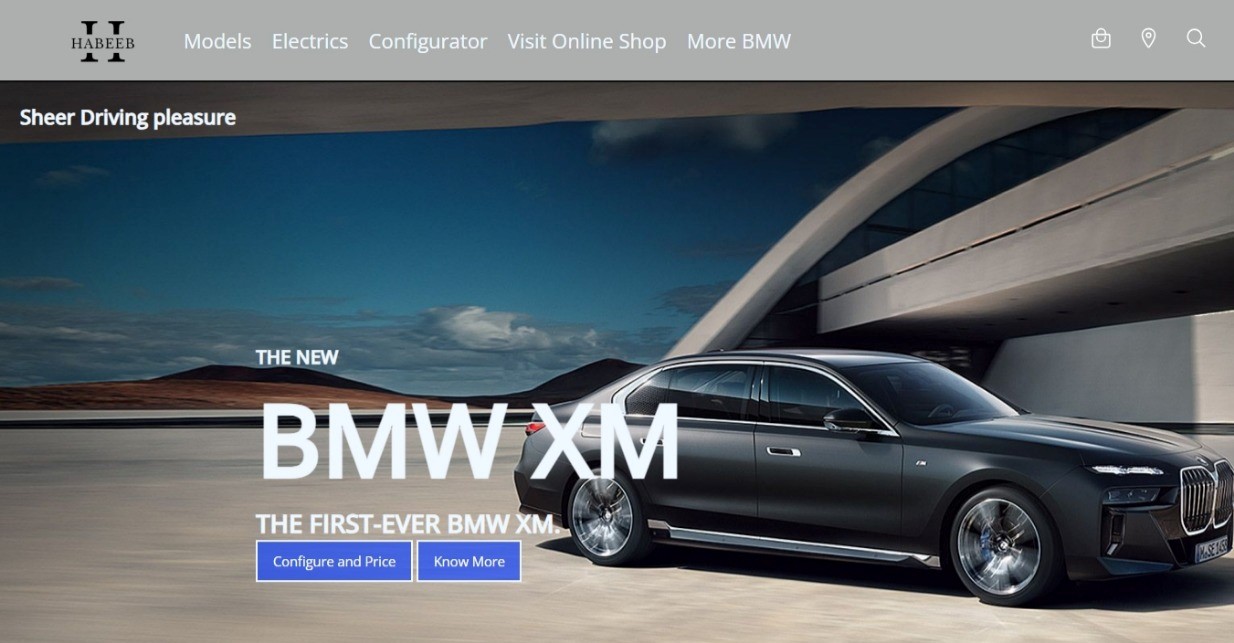 H
HABEEB
Models Electrics Configurator Visit Online Shop More BMW
Sheer Driving pleasure
THE NEW
BMW XM
THE FIRST-EVER BMW XM.
Configure and Price Know More